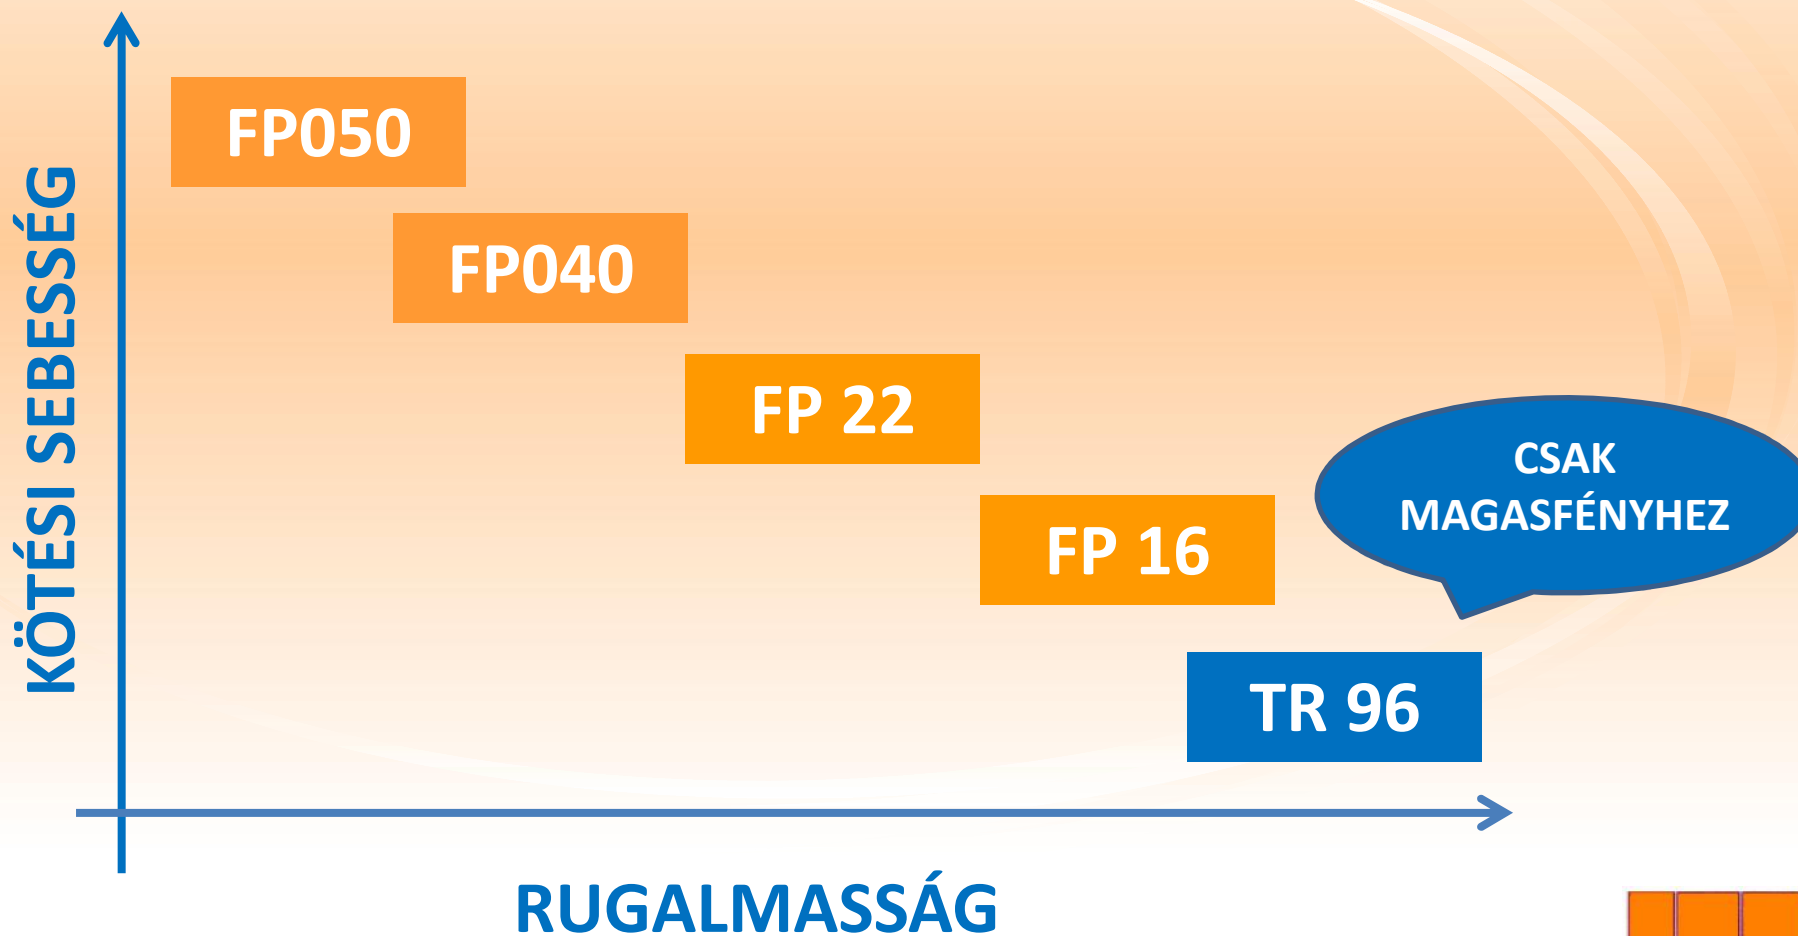 KÖTÉSI SEBESSÉG
FP050
FP040
FP 22
FP 16
CSAK
MAGASFÉNYHEZ
TR 96
RUGALMASSÁG